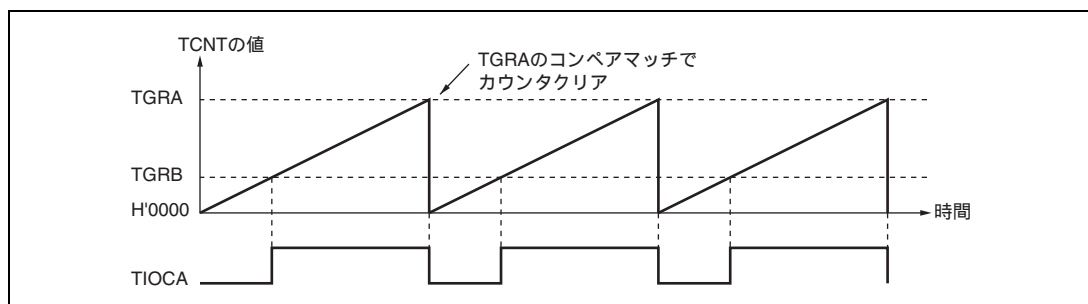 TCNTの値
TGRAのコンペアマッチで
カウンタクリア
TGRA
TGRB
H'0000
時間
TIOCA